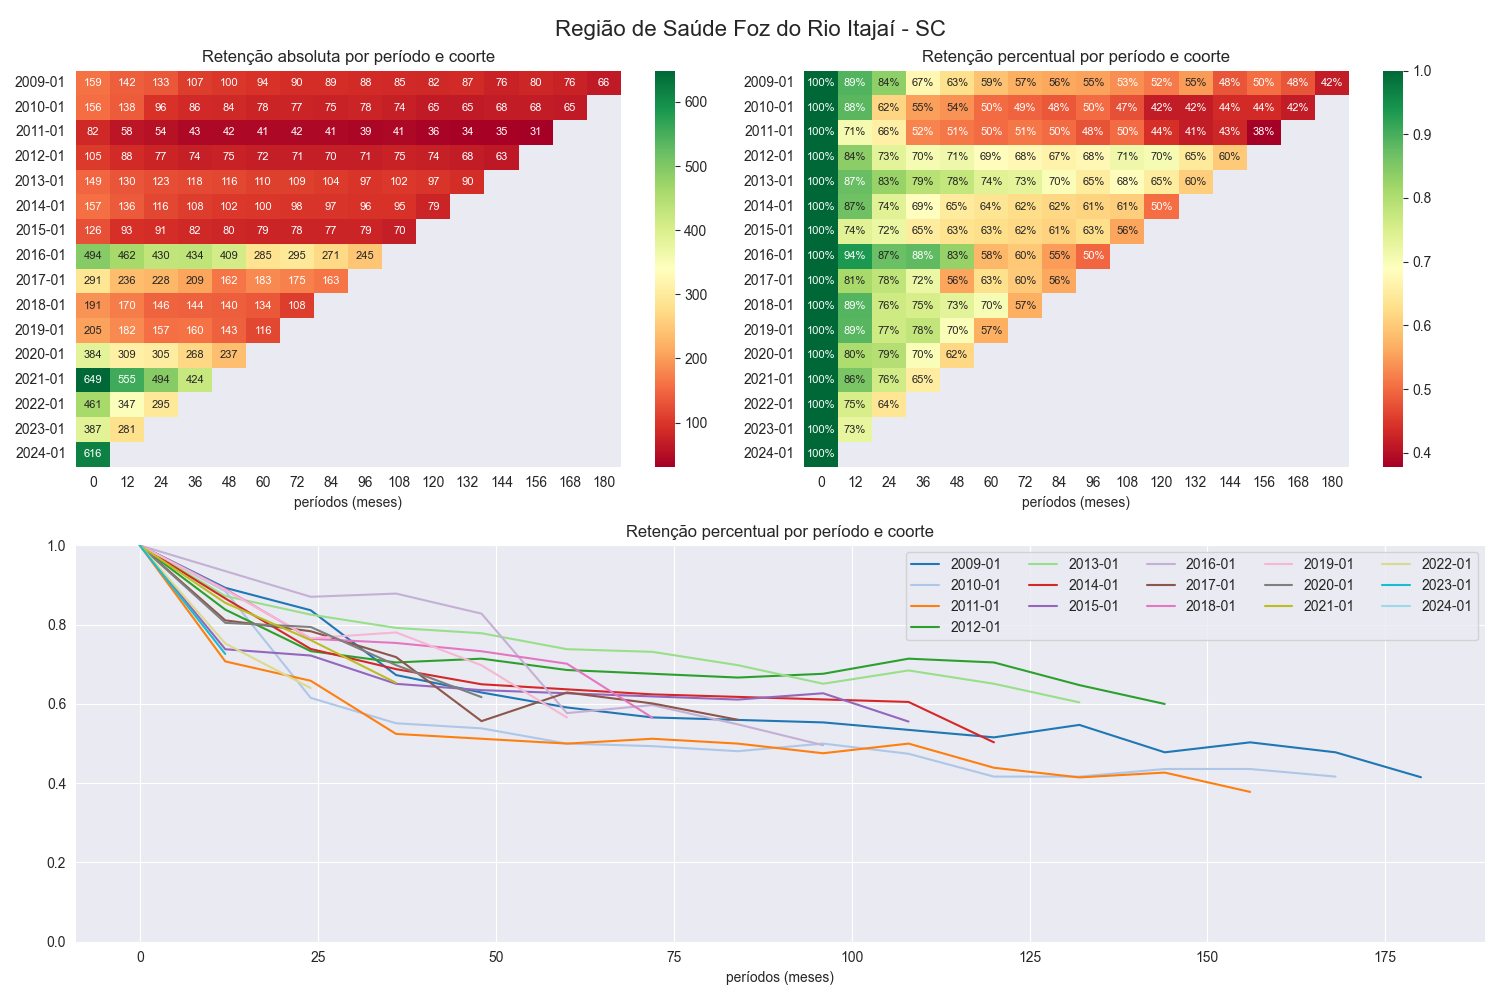 Região de Saúde Foz do Rio Itajaí - SC
Retenção absoluta por período e coorte
2009-01 159 142 133 107 100 94 90 89 88 85 82 87 76 80 76 66
2010-01 156 138 96 86 84 78 77 75 78 74 65 65 68 68 65
2011-01 82 58 54 43 42 41 42 41 39 41 36 34 35 31
2012-01 105 88 77 74 75 72 71 70 71 75 74 68 63
2013-01 149 130 123 118 116 110 109 104 97 102 97 90
2014-01 157 136 116 108 102 100 98 97 96 95 79
2015-01 126 93 91 82 80 79 78 77 79 70
2016-01 494 462 430 434 409 285 295 271 245
2017-01 291 236 228 209 162 183 175 163
2018-01 191 170 146 144 140 134 108
2019-01 205 182 157 160 143 116
2020-01 384 309 305 268 237
2021-01 649 555 494 424
2022-01 461 347 295
2023-01 387 281
2024-01 616
0 12 24 36 48 60 72 84 96 108 120 132 144 156 168 180
períodos (meses)
600
500
400
300
200
100
Retenção percentual por período e coorte
2009-01 100% 89% 84% 67% 63% 59% 57% 56% 55% 53% 52% 55% 48% 50% 48% 42%
2010-01 100% 88% 62% 55% 54% 50% 49% 48% 50% 47% 42% 42% 44% 44% 42%
2011-01 100% 71% 66% 52% 51% 50% 51% 50% 48% 50% 44% 41% 43% 38%
2012-01 100% 84% 73% 70% 71% 69% 68% 67% 68% 71% 70% 65% 60%
2013-01 100% 87% 83% 79% 78% 74% 73% 70% 65% 68% 65% 60%
2014-01 100% 87% 74% 69% 65% 64% 62% 62% 61% 61% 50%
2015-01 100% 74% 72% 65% 63% 63% 62% 61% 63% 56%
2016-01 100% 94% 87% 88% 83% 58% 60% 55% 50%
2017-01 100% 81% 78% 72% 56% 63% 60% 56%
2018-01 100% 89% 76% 75% 73% 70% 57%
2019-01 100% 89% 77% 78% 70% 57%
2020-01 100% 80% 79% 70% 62%
2021-01 100% 86% 76% 65%
2022-01 100% 75% 64%
2023-01 100% 73%
2024-01 100%
0 12 24 36 48 60 72 84 96 108 120 132 144 156 168 180
períodos (meses)
1.0
0.9
0.8
0.7
0.6
0.5
0.4
Retenção percentual por período e coorte
1.0
0.8
0.6
0.4
0.2
0.0
2009-01 2013-01 2016-01 2019-01 2022-01
2010-01 2014-01 2017-01 2020-01 2023-01
2011-01 2015-01 2018-01 2021-01 2024-01
2012-01
0 25 50 75 100 125 150 175
períodos (meses)